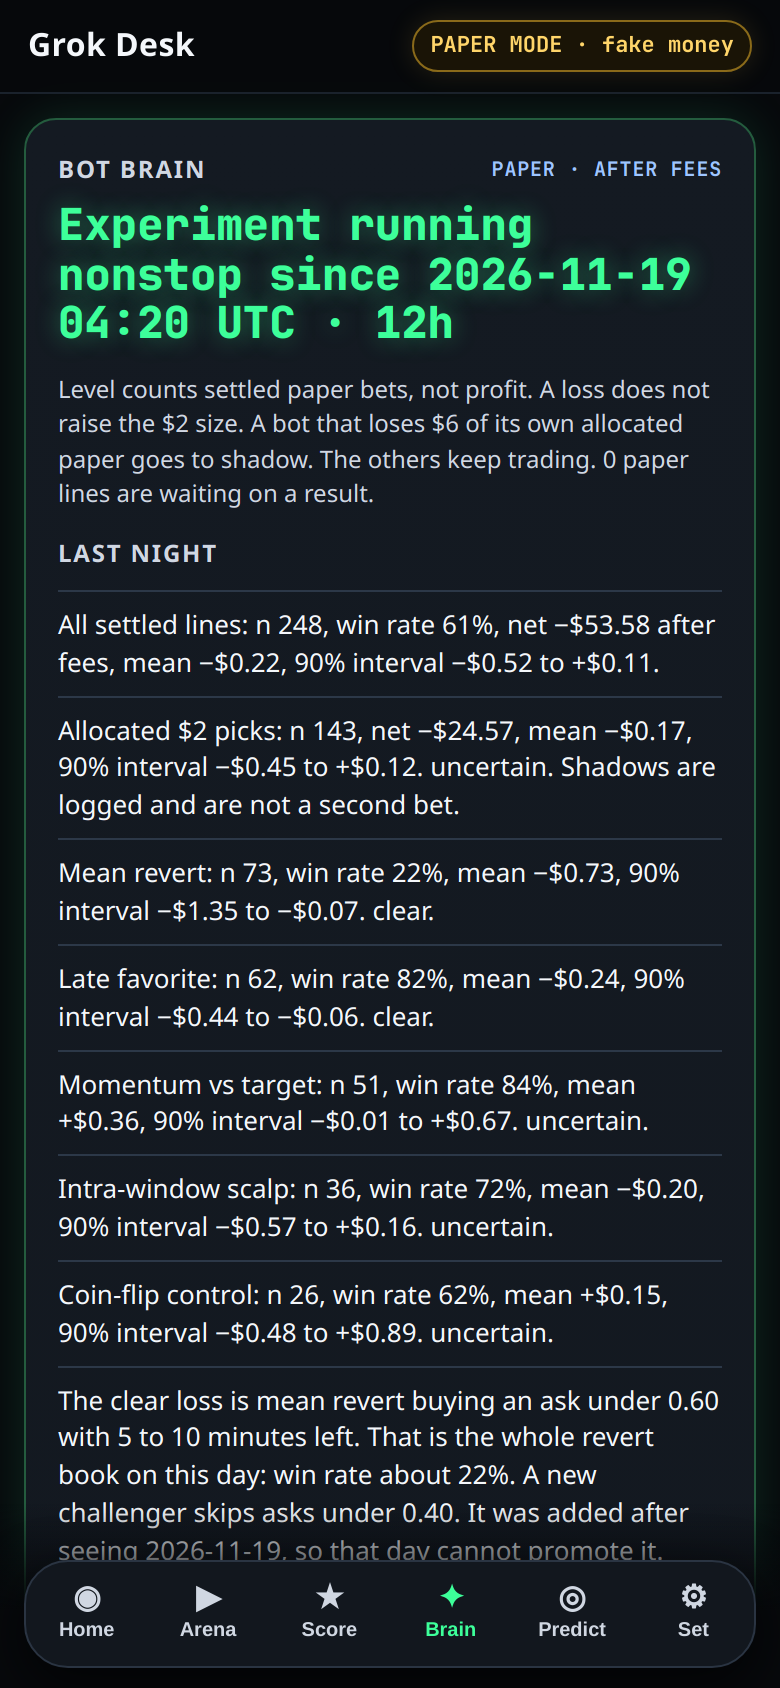 Grok Desk
PAPER MODE · fake money
BOT BRAIN
PAPER · AFTER FEES
Experiment running
nonstop since 2026-11-19
04:20 UTC · 12h
Level counts settled paper bets, not profit. A loss does not
raise the $2 size. A bot that loses $6 of its own allocated
paper goes to shadow. The others keep trading. 0 paper
lines are waiting on a result.
LAST NIGHT
All settled lines: n 248, win rate 61%, net −$53.58 after
fees, mean −$0.22, 90% interval −$0.52 to +$0.11.
Allocated $2 picks: n 143, net −$24.57, mean −$0.17,
90% interval −$0.45 to +$0.12. uncertain. Shadows are
logged and are not a second bet.
Mean revert: n 73, win rate 22%, mean −$0.73, 90%
interval −$1.35 to −$0.07. clear.
Late favorite: n 62, win rate 82%, mean −$0.24, 90%
interval −$0.44 to −$0.06. clear.
Momentum vs target: n 51, win rate 84%, mean
+$0.36, 90% interval −$0.01 to +$0.67. uncertain.
Intra-window scalp: n 36, win rate 72%, mean −$0.20,
90% interval −$0.57 to +$0.16. uncertain.
Coin-flip control: n 26, win rate 62%, mean +$0.15,
90% interval −$0.48 to +$0.89. uncertain.
The clear loss is mean revert buying an ask under 0.60
with 5 to 10 minutes left. That is the whole revert
book on this day: win rate about 22%. A new
challenger skips asks under 0.40. It was added after
seeing 2026-11-19, so that day cannot promote it.
Home
Arena
Score
Brain
Predict
Set